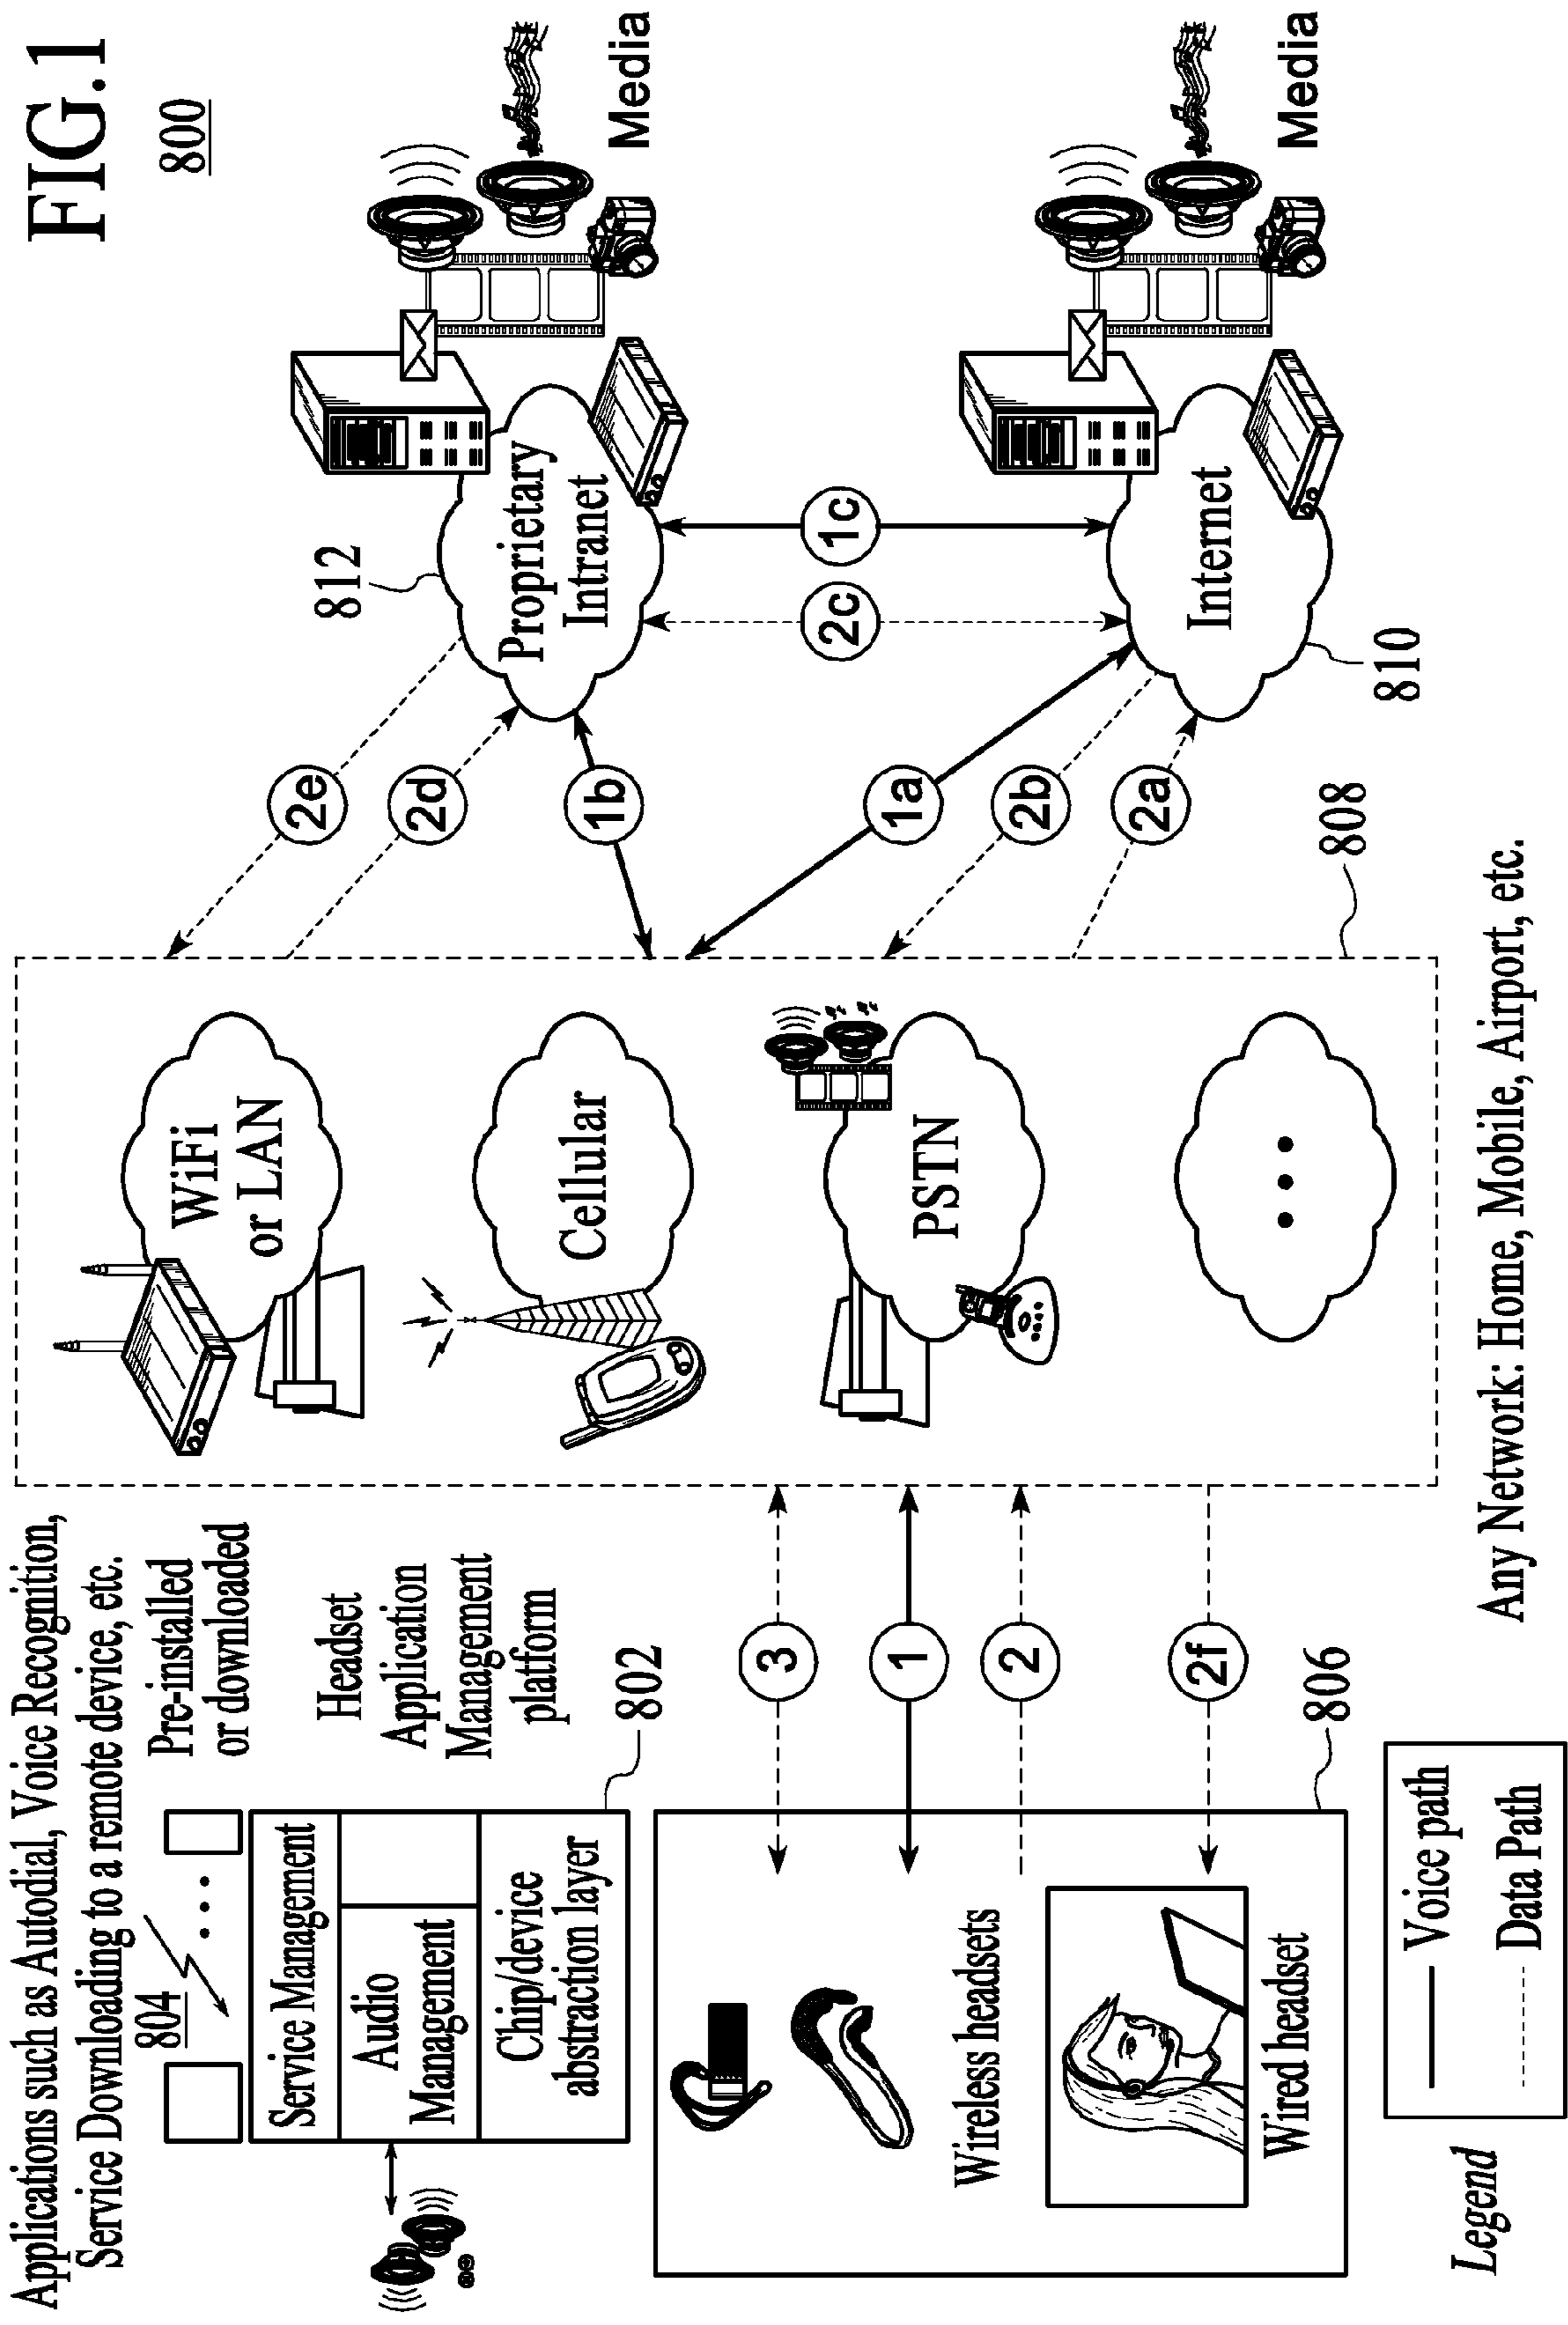 FIG.1
800
Applications such as Autodial, Voice Recognition,
Service Downloading to a remote device, etc.
804
Pre-installed
or downloaded
Service Management
Audio
Management
Chip/device
abstraction layer
Headset
Application
Management
platform
802
Wireless headsets
Wired headset
806
3
1
2
2f
WiFi
or LAN
Cellular
PSTN
• • •
808
Any Network: Home, Mobile, Airport, etc.
2e
2d
1b
1a
2b
2a
812
Proprietary
Intranet
Media
2c
1c
Internet
810
Media
Legend
Voice path
Data Path